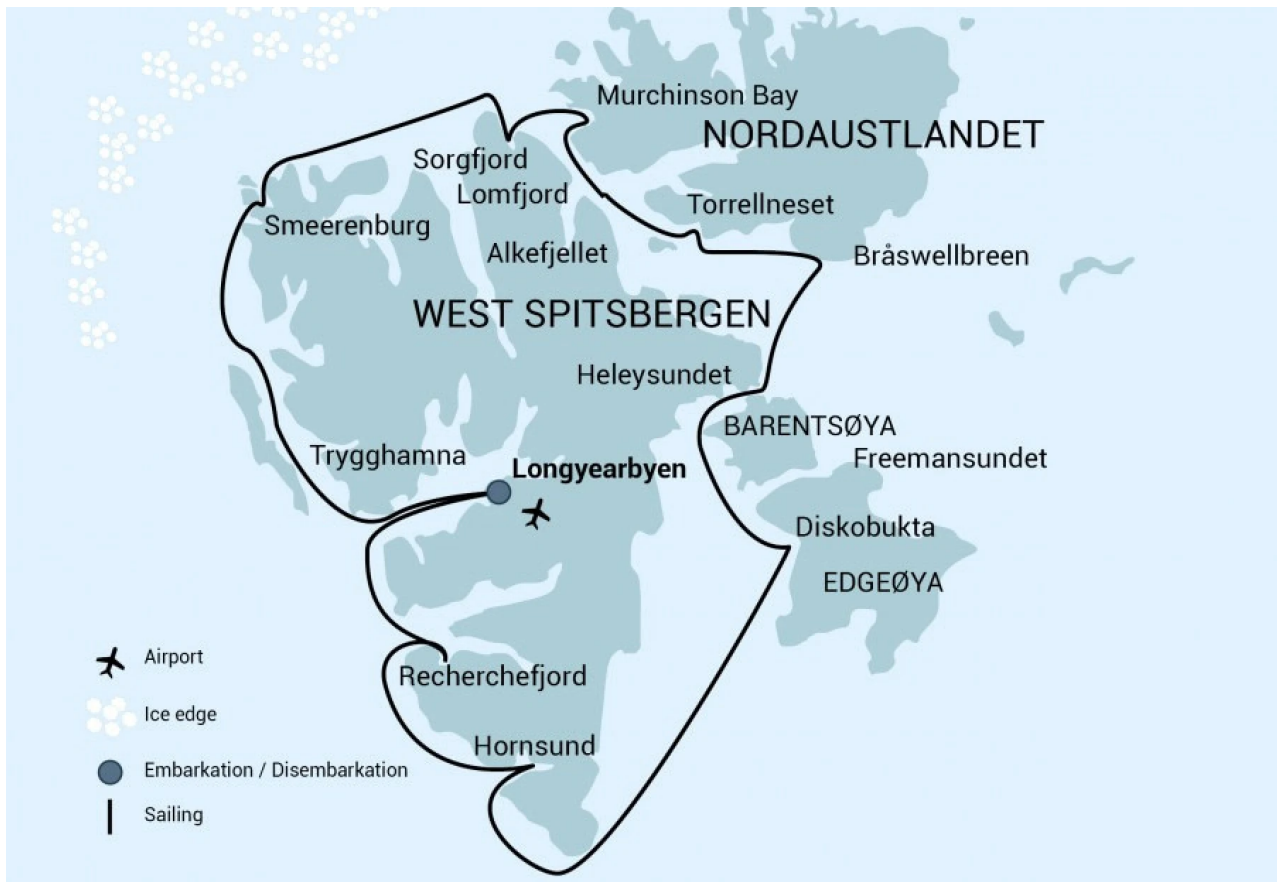 Murchinson Bay
NORDAUSTLANDET
Sorgfjord
Lomfjord
Torrellneset
Smeerenburg
Alkefjellet
Bråswellbreen
WEST SPITSBERGEN
Heleysundet
BARENTSØYA
Freemansundet
Trygghamna
Longyearbyen
Diskobukta
EDGEØYA
Airport
Recherchefjord
Ice edge
Hornsund
Embarkation / Disembarkation
Sailing